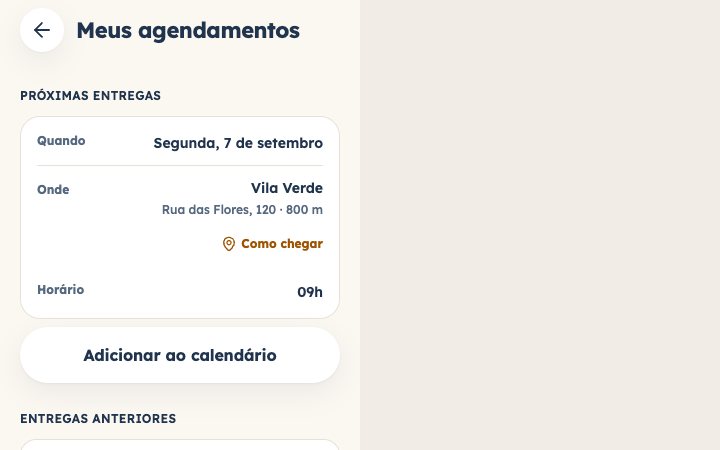 Meus agendamentos
PRÓXIMAS ENTREGAS
Quando Segunda, 7 de setembro
Onde Vila Verde
Rua das Flores, 120 · 800 m
Como chegar
Horário 09h
Adicionar ao calendário
ENTREGAS ANTERIORES